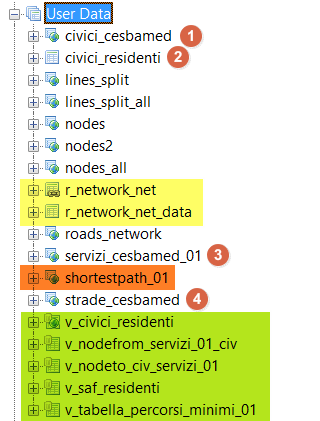 User Data
civici_cesbamed 1
civici_residenti 2
lines_split
lines_split_all
nodes
nodes2
nodes_all
r_network_net
r_network_net_data
roads_network
servizi_cesbamed_01 3
shortestpath_01
strade_cesbamed 4
v_civici_residenti
v_nodefrom_servizi_01_civ
v_nodeto_civ_servizi_01
v_saf_residenti
v_tabella_percorsi_minimi_01